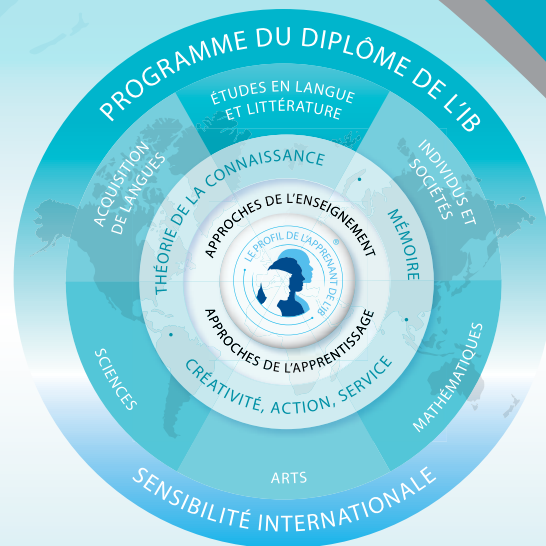 PROGRAMME DU DIPLÔME DE L'IB
ÉTUDES EN LANGUE
ET LITTÉRATURE
ACQUISITION
DE LANGUES
INDIVIDUS ET
SOCIÉTÉS
THÉORIE DE LA CONNAISSANCE
MÉMOIRE
APPROCHES DE L'ENSEIGNEMENT
LE PROFIL DE L'APPRENANT DE L'IB
®
APPROCHES DE L'APPRENTISSAGE
CRÉATIVITÉ, ACTION, SERVICE
SCIENCES
MATHÉMATIQUES
ARTS
SENSIBILITÉ INTERNATIONALE